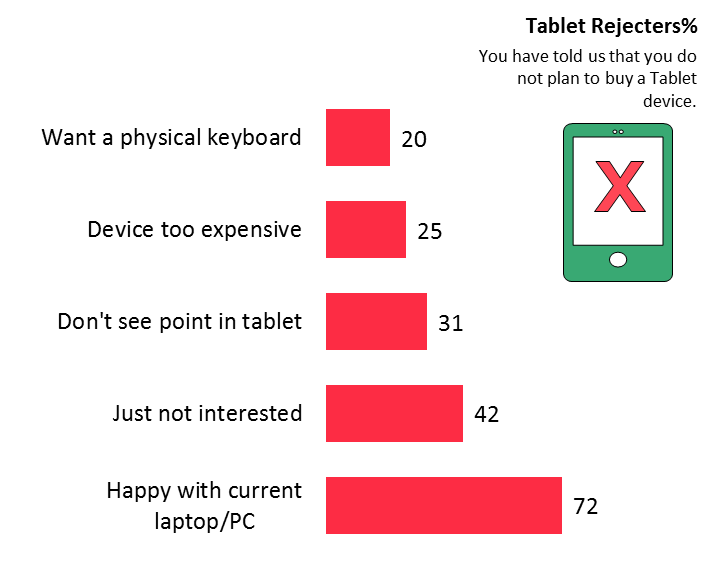 Tablet Rejecters%
You have told us that you do
not plan to buy a Tablet
device.
Want a physical keyboard 20
Device too expensive 25
X
Don't see point in tablet 31
Just not interested 42
Happy with current
laptop/PC 72